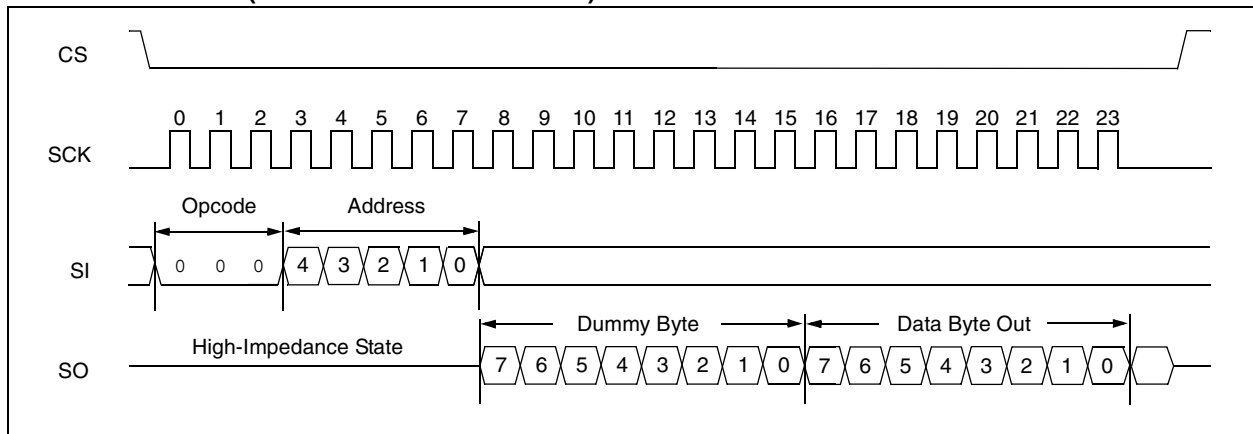 CS
0 1 2 3 4 5 6 7 8 9 10 11 12 13 14 15 16 17 18 19 20 21 22 23
SCK
Opcode Address
SI 0 0 0 4 3 2 1 0
Dummy Byte Data Byte Out
High-Impedance State
SO 7 6 5 4 3 2 1 0 7 6 5 4 3 2 1 0